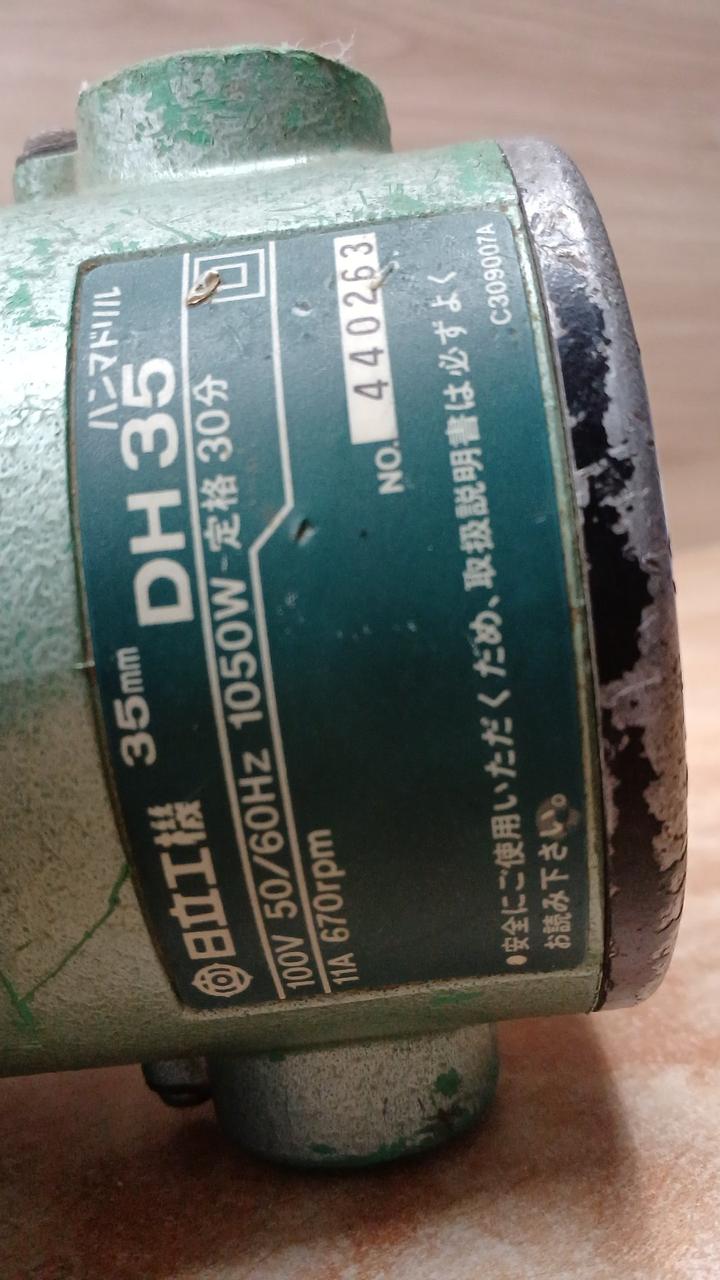 ハンマドリル
日立工機 35mm DH 35
100V 50/60Hz 1050W 定格 30分
11A 670rpm
NO. 440263
●安全にご使用いただくため、取扱説明書は必ずよく
お読み下さい。
C309007A